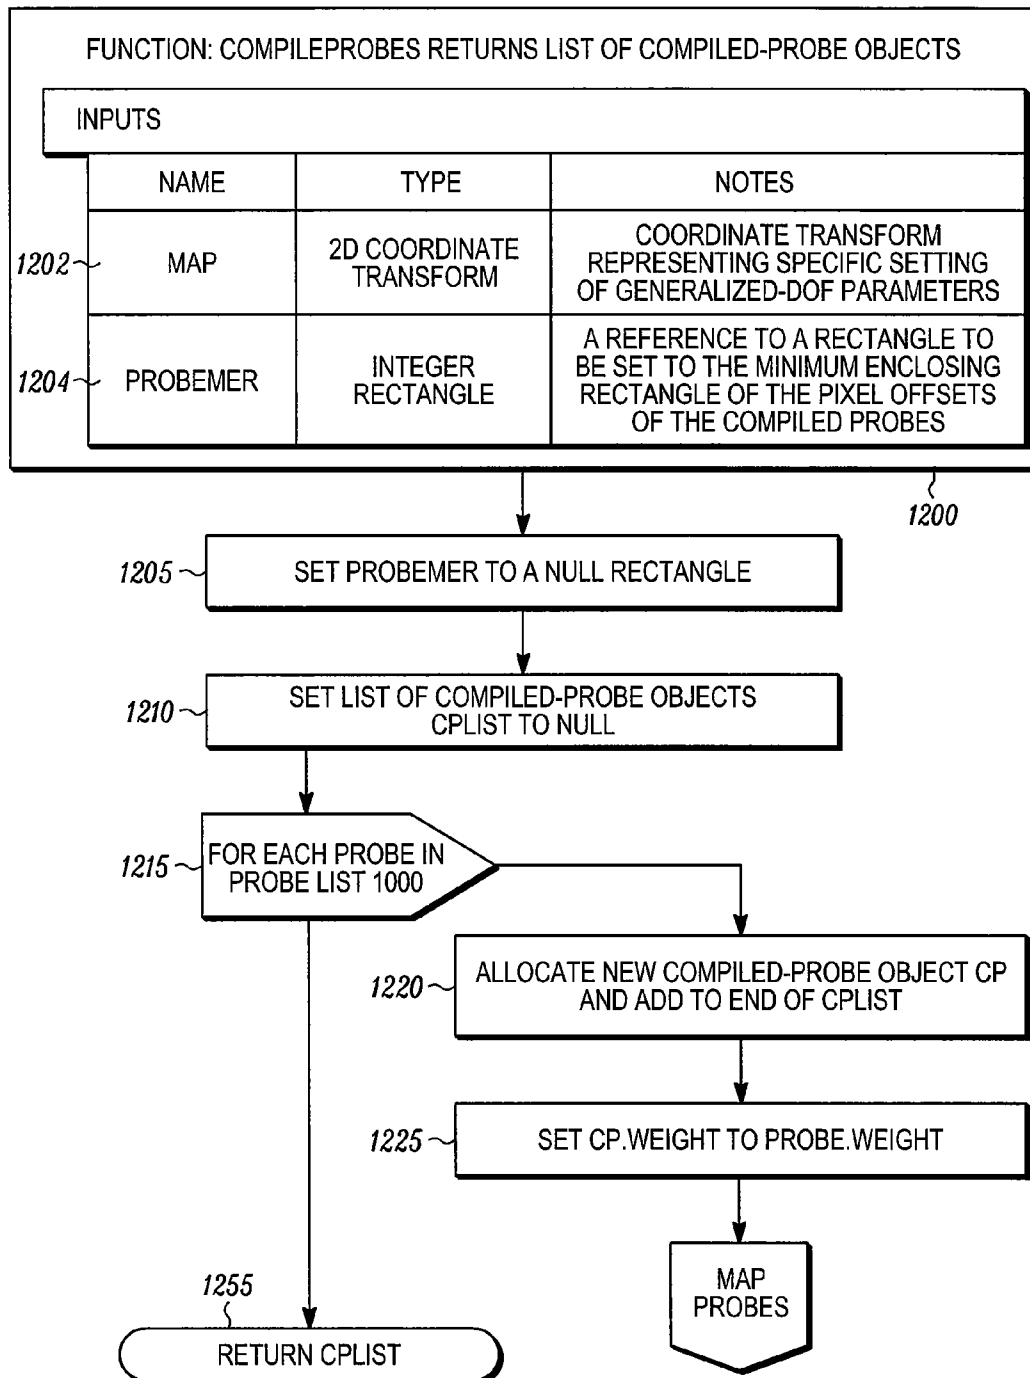 FUNCTION: COMPILEPROBES RETURNS LIST OF COMPILED-PROBE OBJECTS
INPUTS
NAME TYPE NOTES
1202 MAP 2D COORDINATE TRANSFORM COORDINATE TRANSFORM REPRESENTING SPECIFIC SETTING OF GENERALIZED-DOF PARAMETERS
1204 PROBEMER INTEGER RECTANGLE A REFERENCE TO A RECTANGLE TO BE SET TO THE MINIMUM ENCLOSING RECTANGLE OF THE PIXEL OFFSETS OF THE COMPILED PROBES
1200
1205 SET PROBEMER TO A NULL RECTANGLE
1210 SET LIST OF COMPILED-PROBE OBJECTS
CPLIST TO NULL
1215 FOR EACH PROBE IN
PROBE LIST 1000
1220 ALLOCATE NEW COMPILED-PROBE OBJECT CP
AND ADD TO END OF CPLIST
1225 SET CP.WEIGHT TO PROBE.WEIGHT
MAP
PROBES
1255
RETURN CPLIST